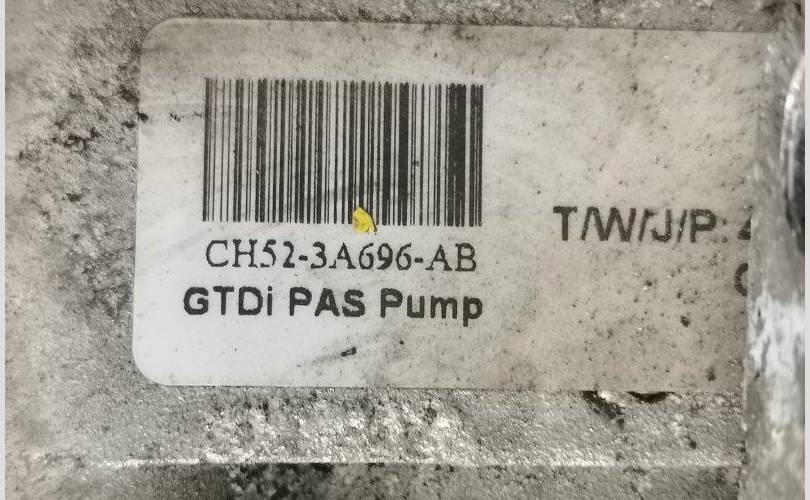 CH52-3A696-AB
GTDi PAS Pump
T/W/J/P: